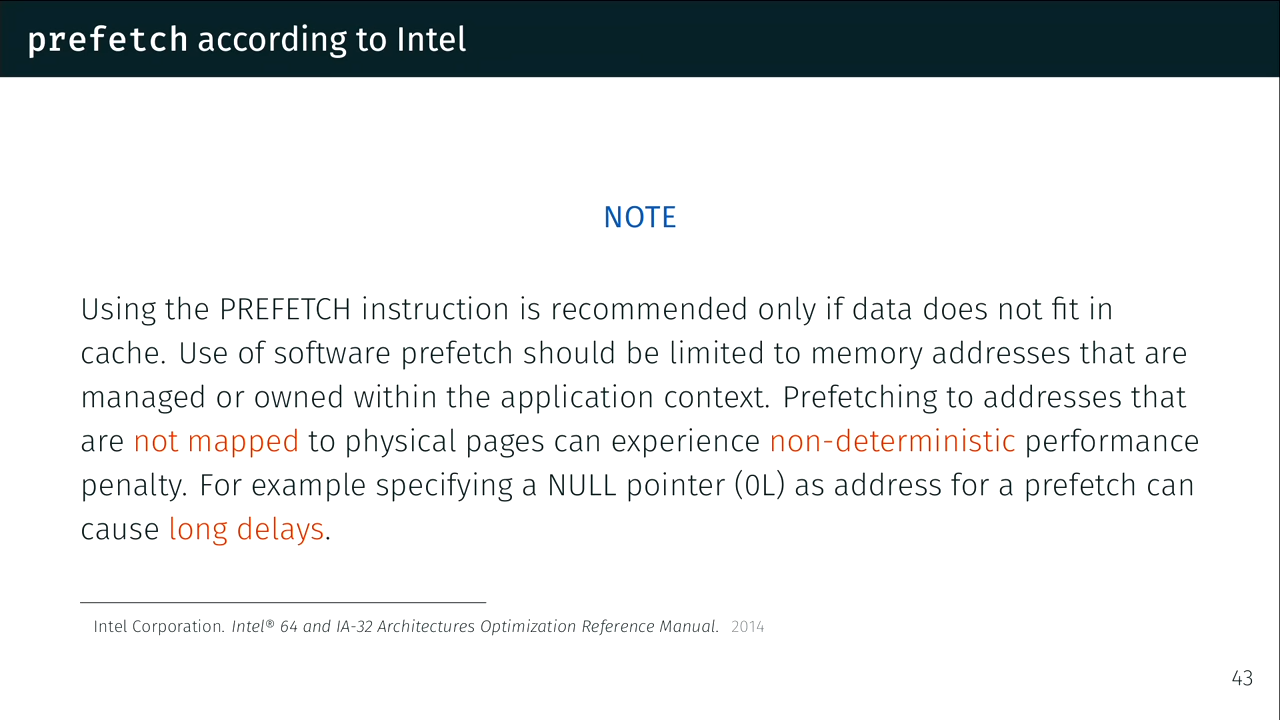 prefetch according to Intel
NOTE
Using the PREFETCH instruction is recommended only if data does not fit in
cache. Use of software prefetch should be limited to memory addresses that are
managed or owned within the application context. Prefetching to addresses that
are not mapped to physical pages can experience non-deterministic performance
penalty. For example specifying a NULL pointer (0L) as address for a prefetch can
cause long delays.
Intel Corporation. Intel® 64 and IA-32 Architectures Optimization Reference Manual. 2014
43